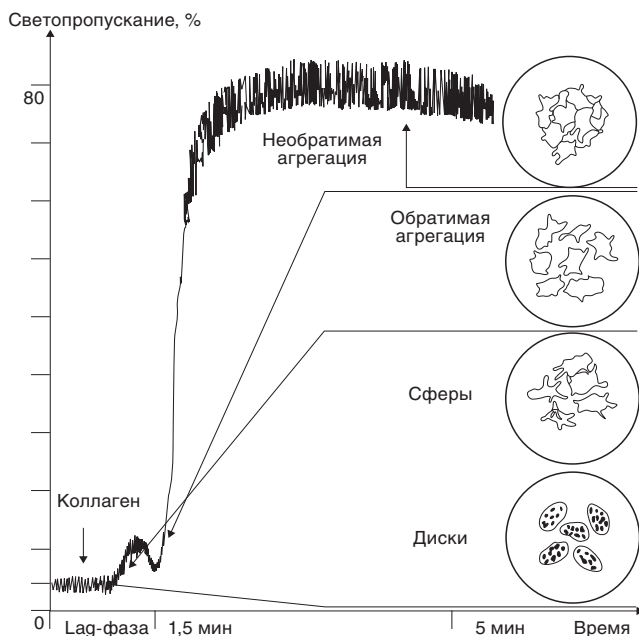 Светопропускание, %
80
Необратимая
агрегация
Обратимая
агрегация
Сферы
Коллаген
Диски
0
Lag-фаза 1,5 мин 5 мин Время